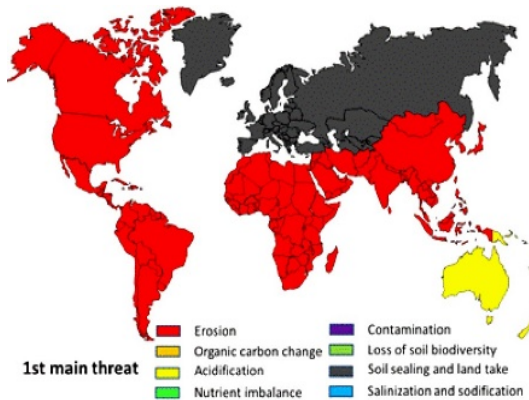 Erosion
Organic carbon change
1st main threat
Acidification
Nutrient imbalance
Contamination
Loss of soil biodiversity
Soil sealing and land take
Salinization and sodification